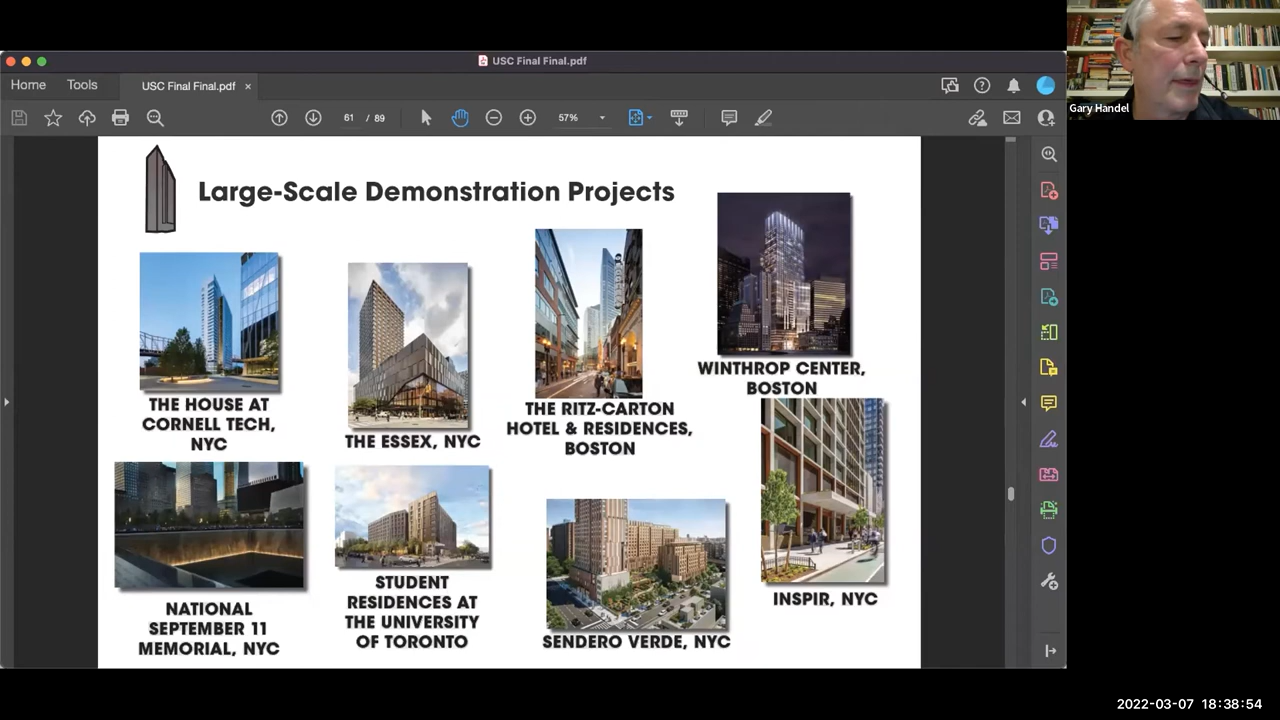 USC Final Final.pdf
Home
Tools
USC Final Final.pdf ×
61 / 89
57%
Gary Handel
Large-Scale Demonstration Projects
THE HOUSE AT
CORNELL TECH,
NYC
THE ESSEX, NYC
THE RITZ-CARTON
HOTEL & RESIDENCES,
BOSTON
WINTHROP CENTER,
BOSTON
NATIONAL
SEPTEMBER 11
MEMORIAL, NYC
STUDENT
RESIDENCES AT
THE UNIVERSITY
OF TORONTO
SENDERO VERDE, NYC
INSPIR, NYC
2022-03-07 18:38:54